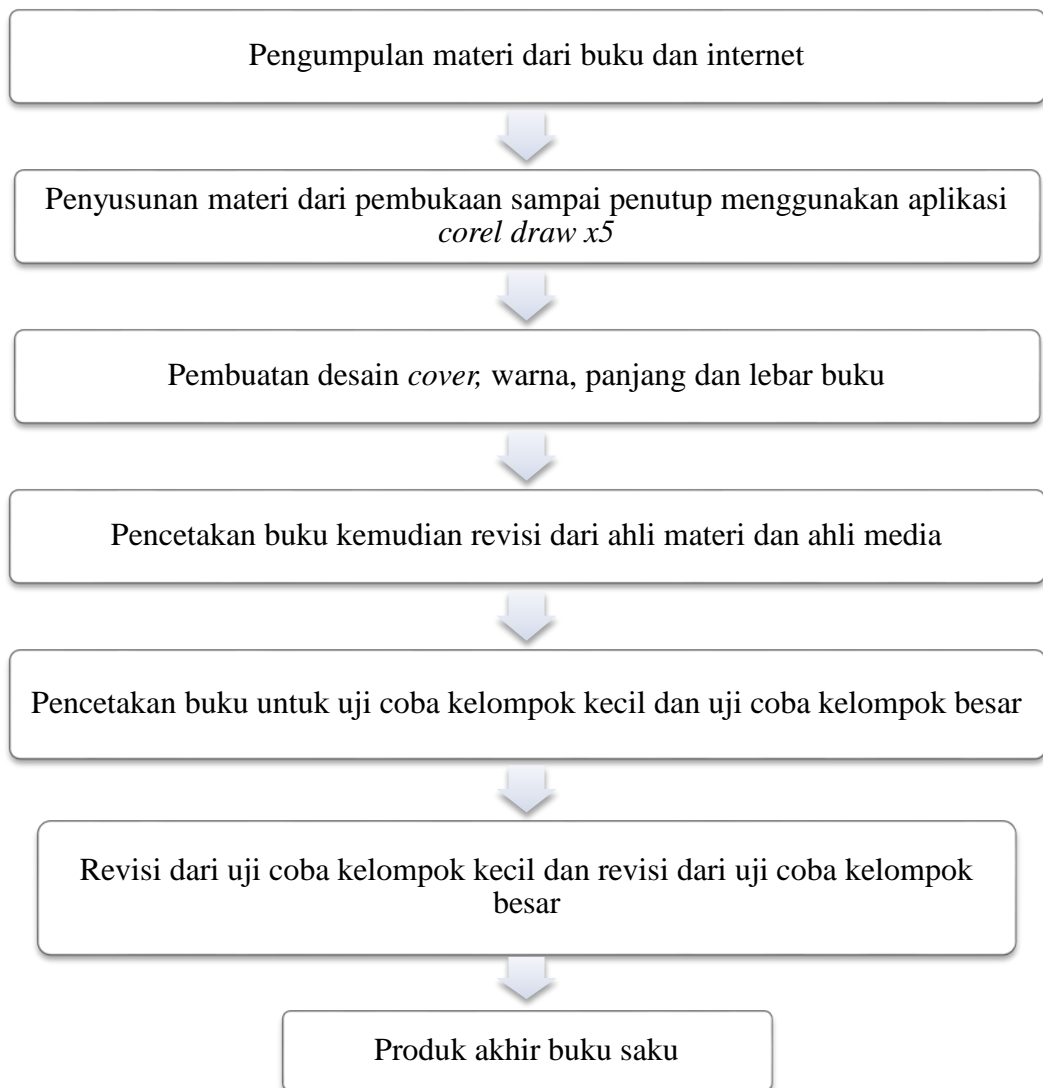 Pengumpulan materi dari buku dan internet
Penyusunan materi dari pembukaan sampai penutup menggunakan aplikasi
corel draw x5
Pembuatan desain cover, warna, panjang dan lebar buku
Pencetakan buku kemudian revisi dari ahli materi dan ahli media
Pencetakan buku untuk uji coba kelompok kecil dan uji coba kelompok besar
Revisi dari uji coba kelompok kecil dan revisi dari uji coba kelompok
besar
Produk akhir buku saku